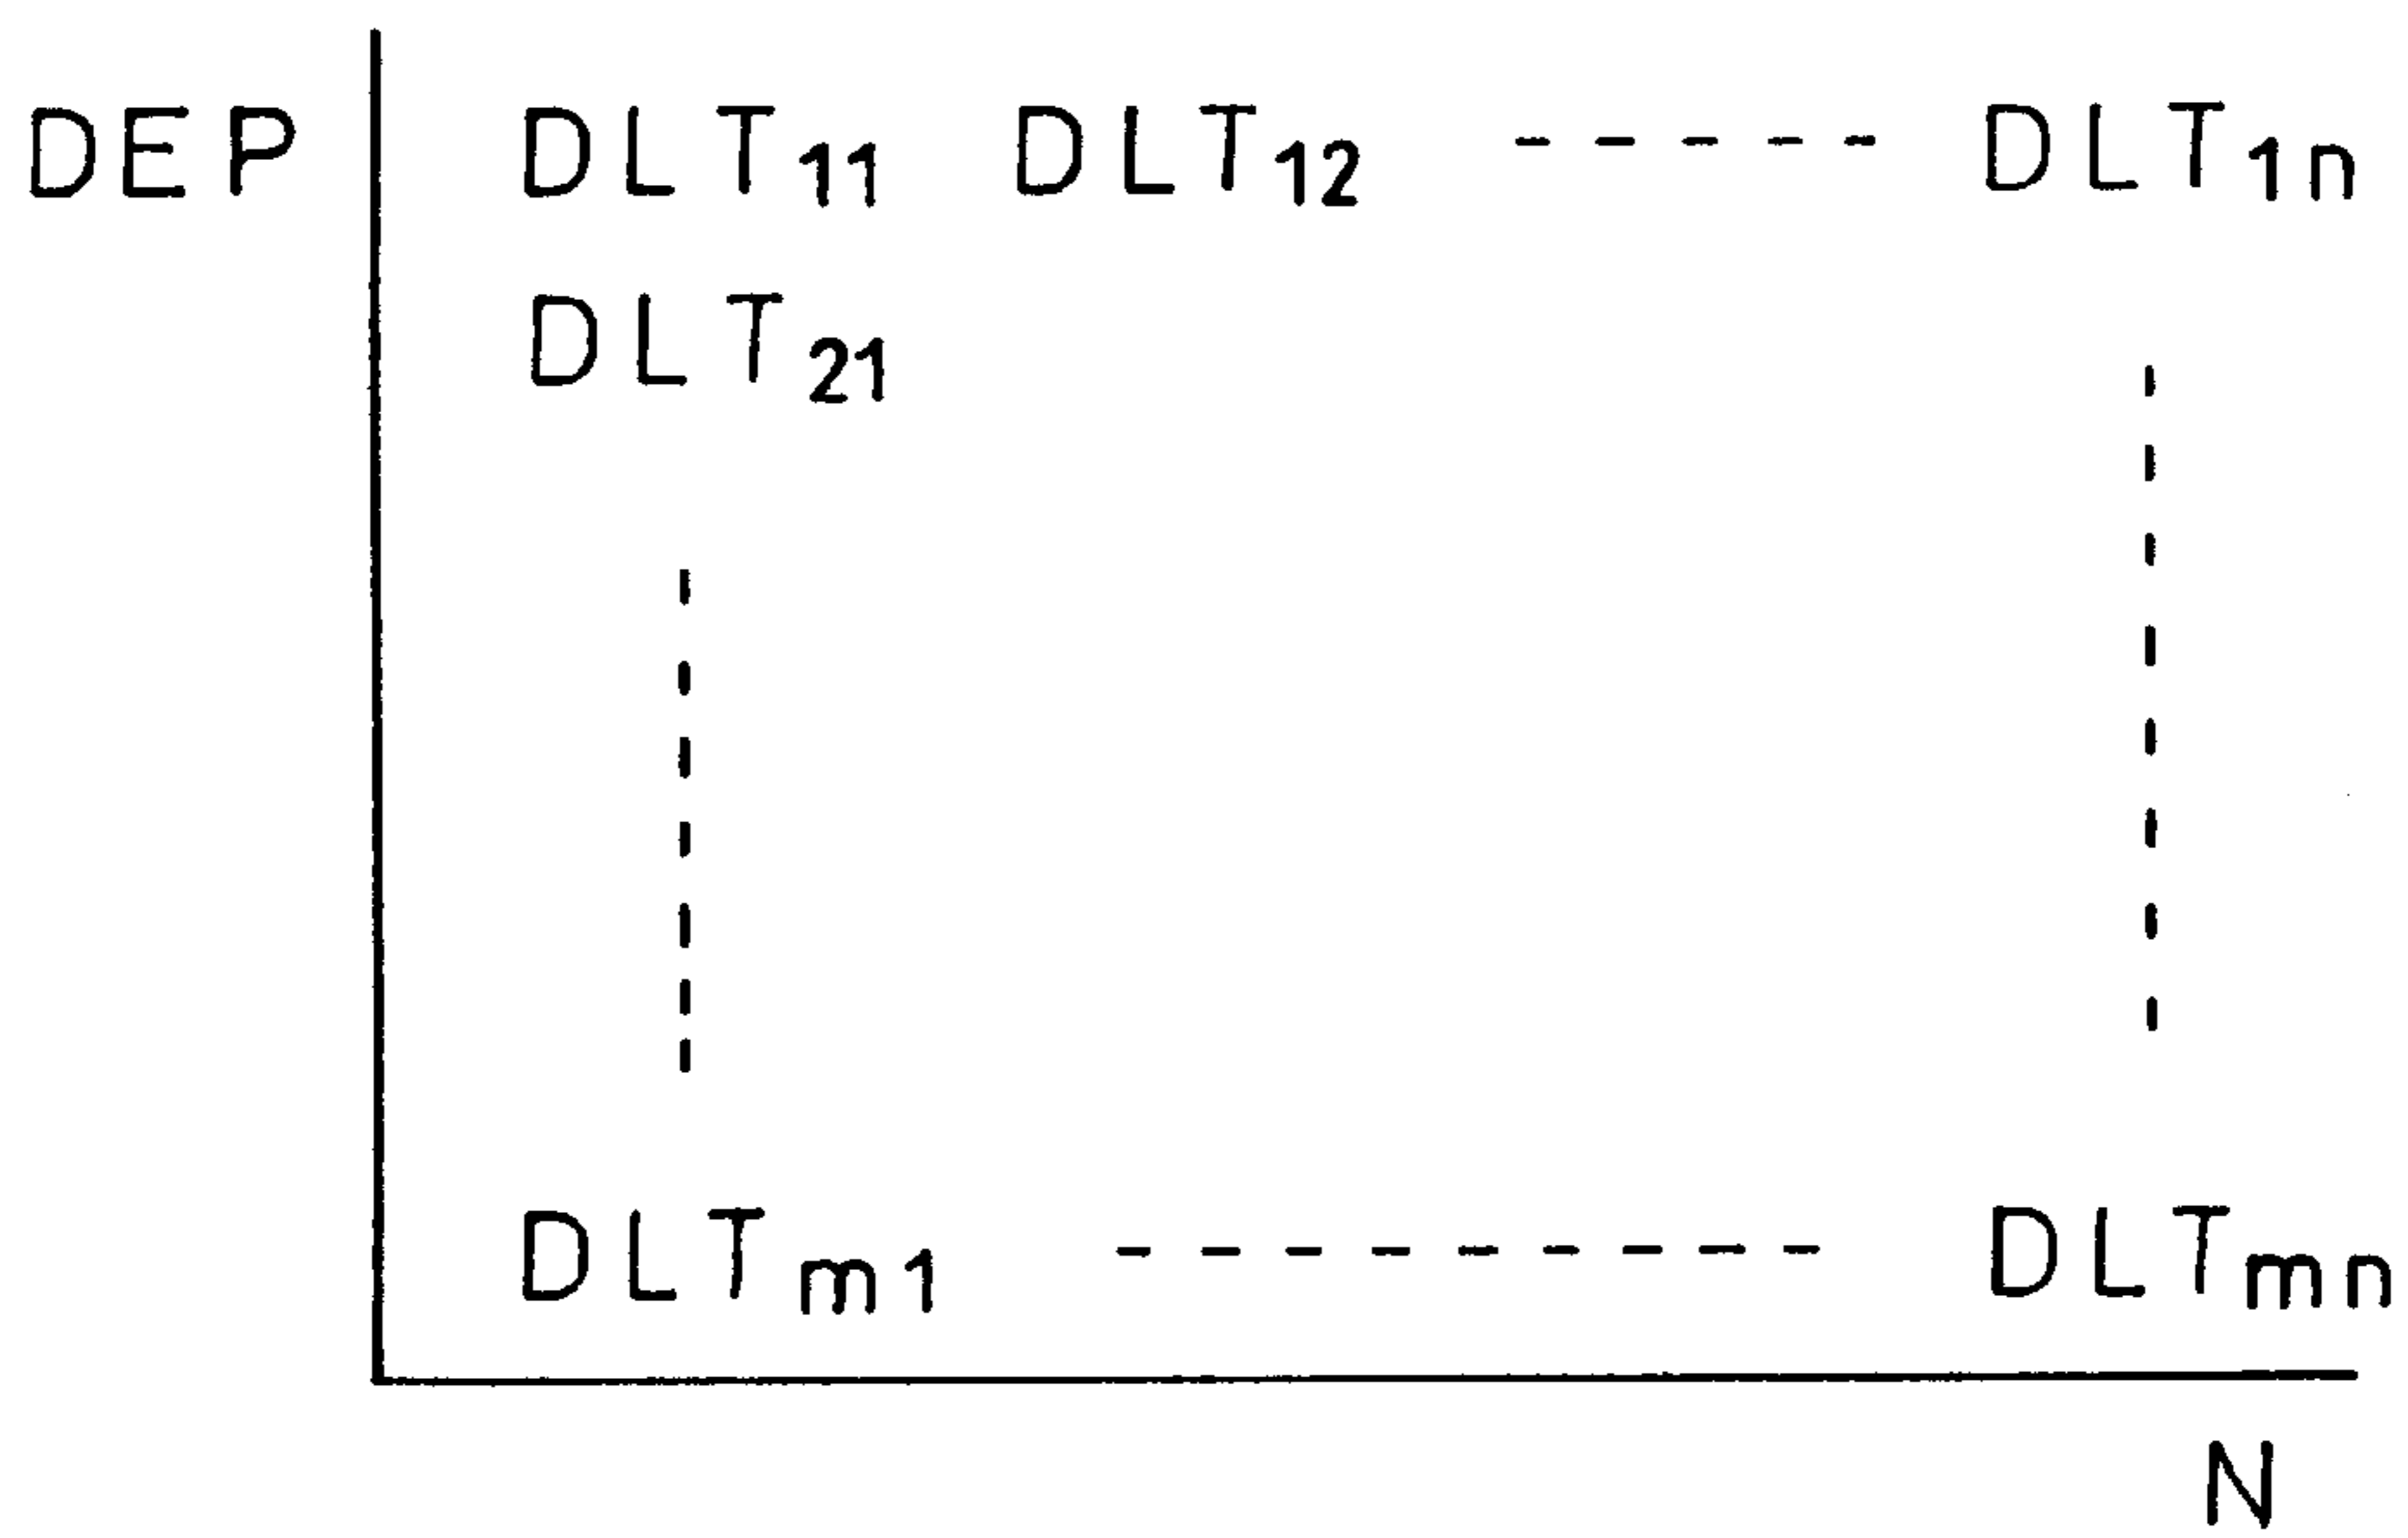 DEP DLT11 DLT12 ----- DLT1n
DLT21
DLTm1 --------- DLTmn
N